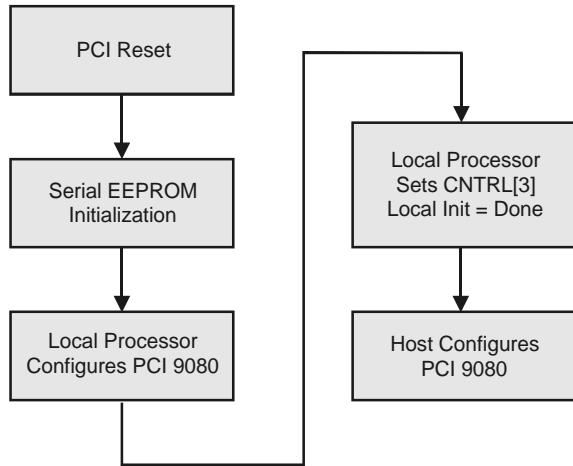 PCI Reset
Serial EEPROM
Initialization
Local Processor
Configures PCI 9080
Local Processor
Sets CNTRL[3]
Local Init = Done
Host Configures
PCI 9080